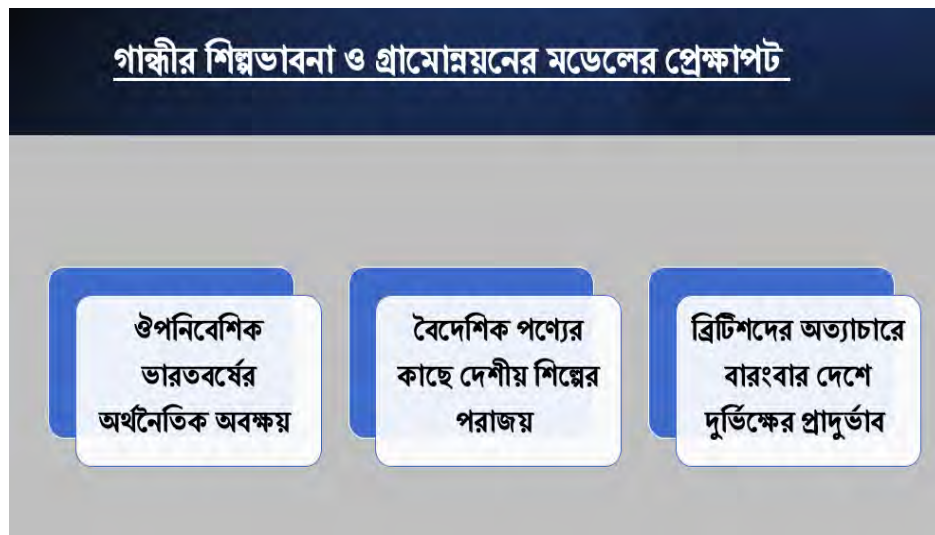 গান্ধীর শিল্পভাবনা ও গ্রামোন্নয়নের মডেলের প্রেক্ষাপট
ঔপনিবেশিক
ভারতবর্ষের
অর্থনৈতিক অবক্ষয়
বৈদেশিক পণ্যের
কাছে দেশীয় শিল্পের
পরাজয়
ব্রিটিশদের অত্যাচারে
বারংবার দেশে
দুর্ভিক্ষের প্রাদুর্ভাব